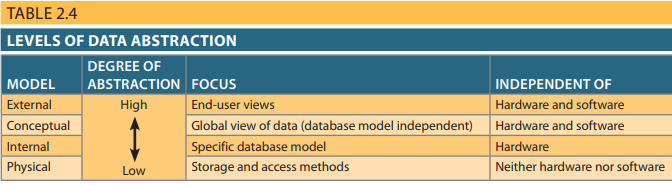 TABLE 2.4
LEVELS OF DATA ABSTRACTION
MODEL DEGREE OF ABSTRACTION FOCUS INDEPENDENT OF
External High End-user views Hardware and software
Conceptual Global view of data (database model independent) Hardware and software
Internal Specific database model Hardware
Physical Low Storage and access methods Neither hardware nor software